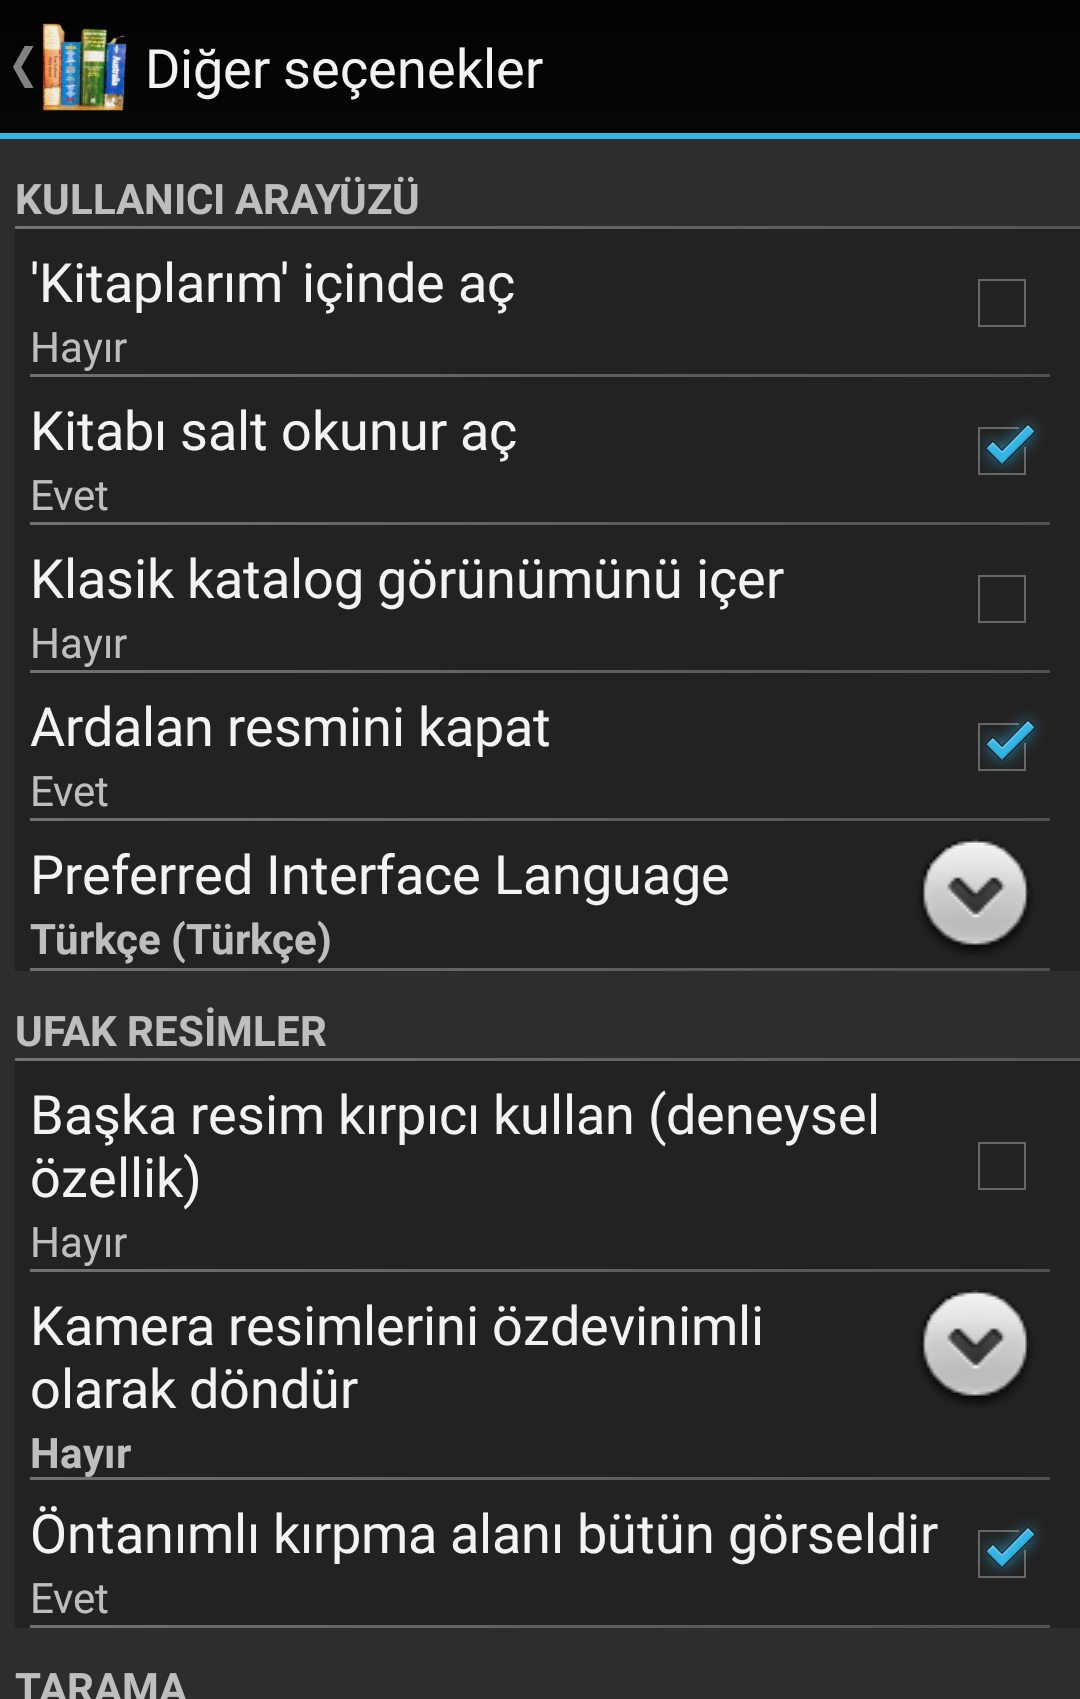 Diğer seçenekler
KULLANICI ARAYÜZÜ
'Kitaplarım' içinde aç
Hayır
Kitabı salt okunur aç
Evet
Klasik katalog görünümünü içer
Hayır
Ardalan resmini kapat
Evet
Preferred Interface Language
Türkçe (Türkçe)
UFAK RESİMLER
Başka resim kırpıcı kullan (deneysel
özellik)
Hayır
Kamera resimlerini özdevinimli
olarak döndür
Hayır
Öntanımlı kırpma alanı bütün görseldir
Evet
TARAMA